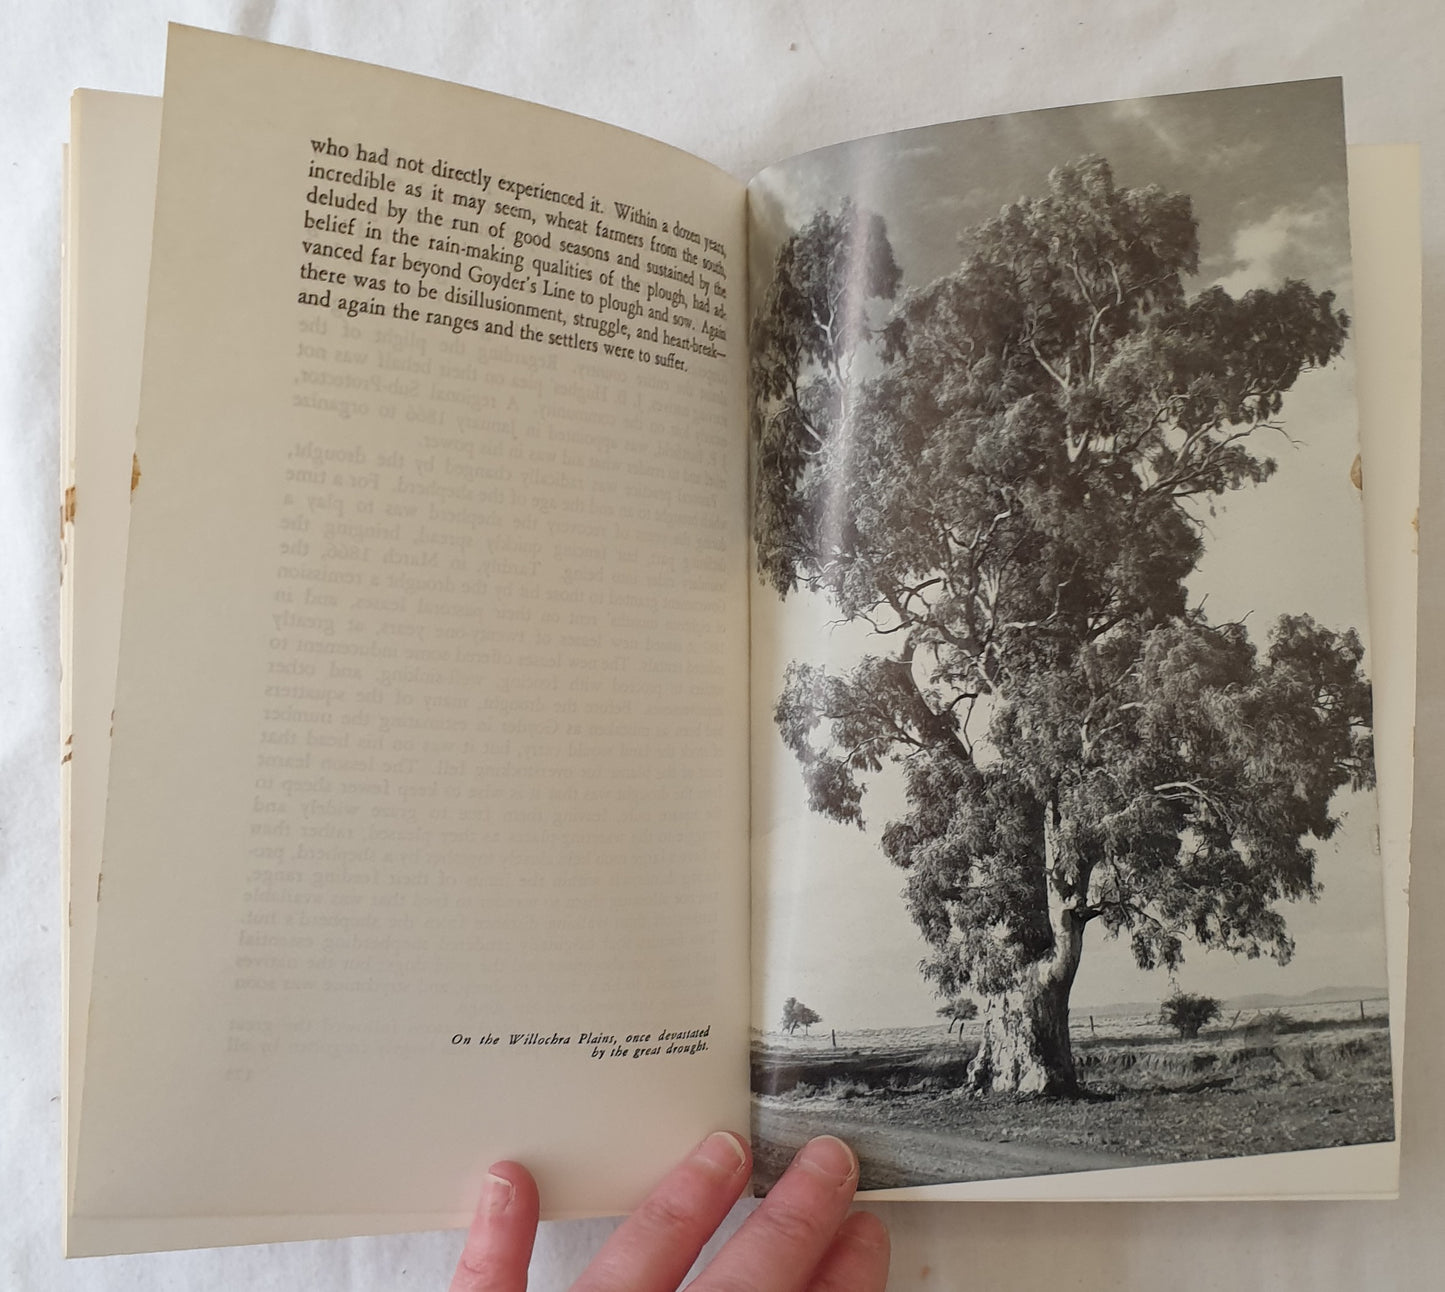 who had not directly experienced it. Within a dozen years,
incredible as it may seem, wheat farmers from the south,
deluded by the run of good seasons and sustained by the
belief in the rain-making qualities of the plough, had ad-
vanced far beyond Goyder's Line to plough and sow. Again
there was to be disillusionment, struggle, and heart-break—
and again the ranges and the settlers were to suffer.
On the Willochra Plains, once devastated
by the great drought.